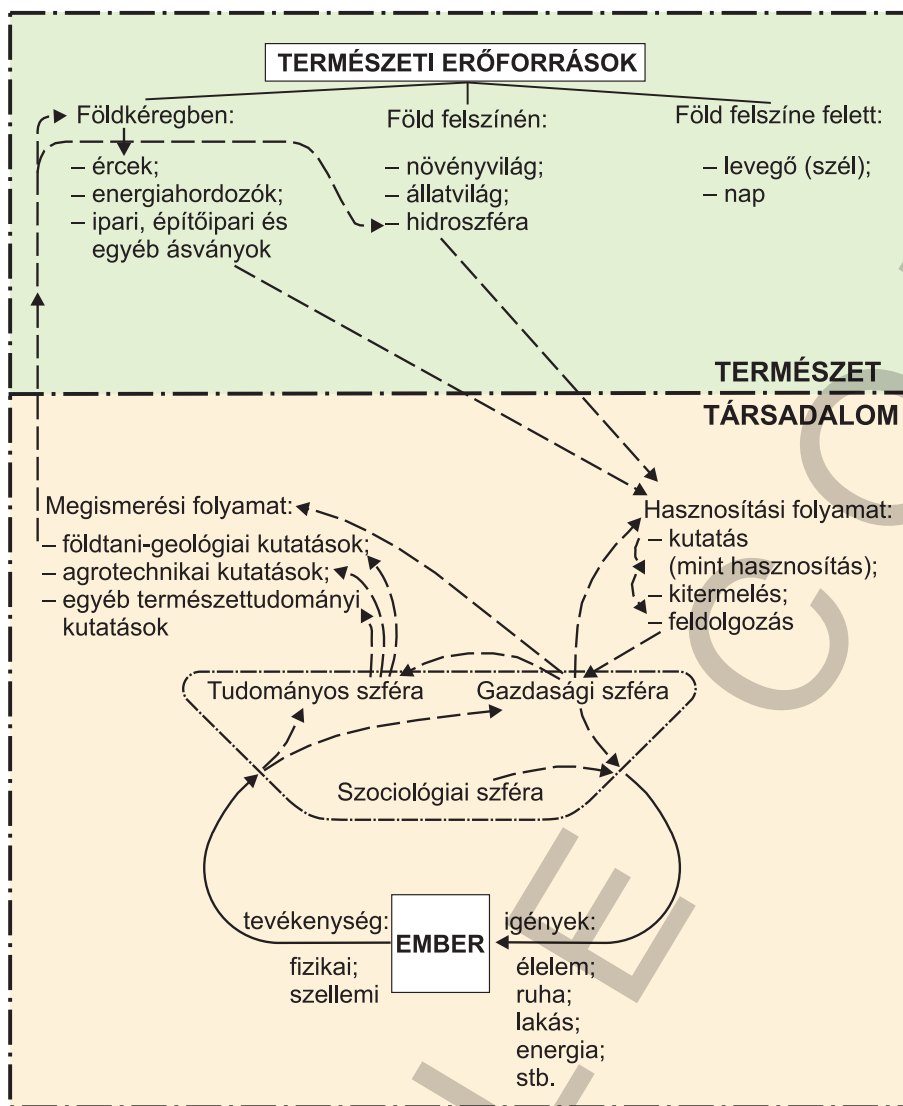 TERMÉSZETI ERŐFORRÁSOK
Földkéregben:
– ércek;
– energiahordozók;
– ipari, építőipari és
egyéb ásványok
Föld felszínén:
– növényvilág;
– állatvilág;
– hidroszféra
Föld felszíne felett:
– levegő (szél);
– nap
TERMÉSZET
TÁRSADALOM
Megismerési folyamat:
– földtani-geológiai kutatások;
– agrotechnikai kutatások;
– egyéb természettudományi
kutatások
Hasznosítási folyamat:
– kutatás
(mint hasznosítás);
– kitermelés;
– feldolgozás
Tudományos szféra
Gazdasági szféra
Szociológiai szféra
tevékenység:
fizikai;
szellemi
EMBER
igények:
élelem;
ruha;
lakás;
energia;
stb.